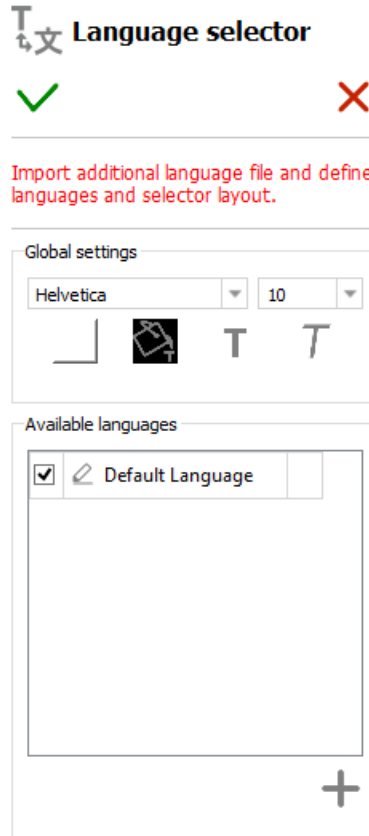 Language selector
Import additional language file and define
languages and selector layout.
Global settings
Helvetica 10
T T
Available languages
Default Language